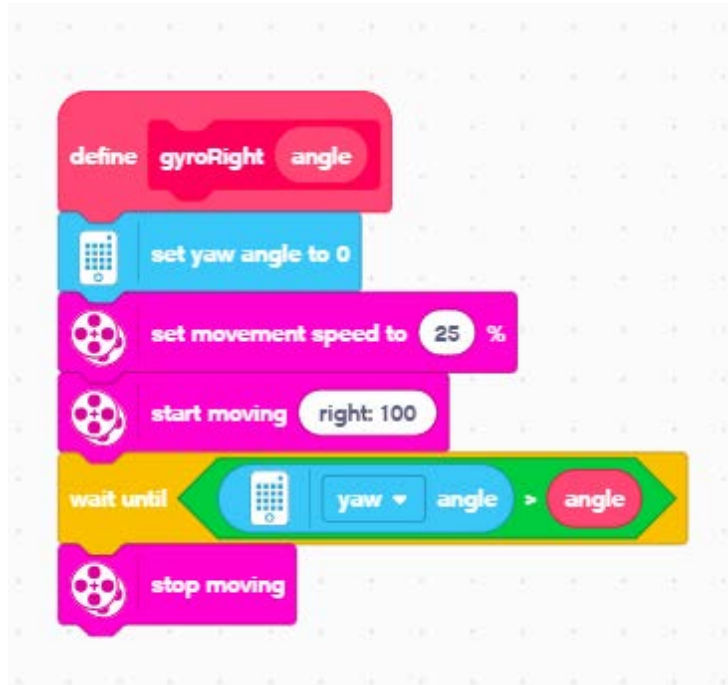 define gyroRight angle
set yaw angle to 0
set movement speed to 25 %
start moving right: 100
wait until yaw angle > angle
stop moving